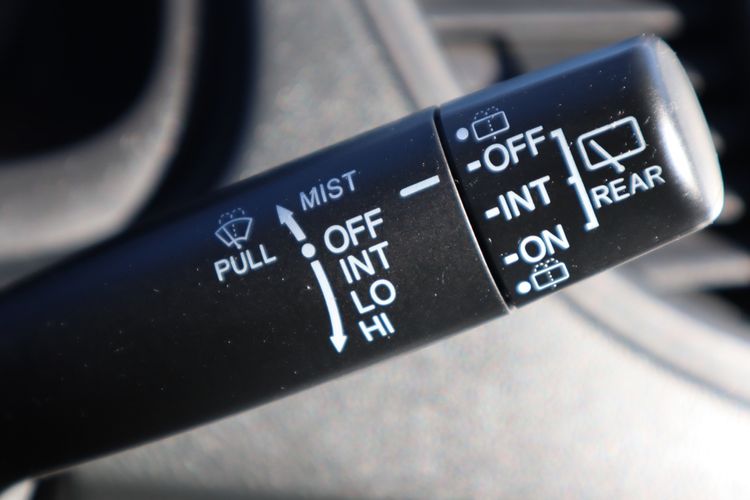 MIST
OFF
INT
LO
HI
PULL
OFF
INT
ON
REAR